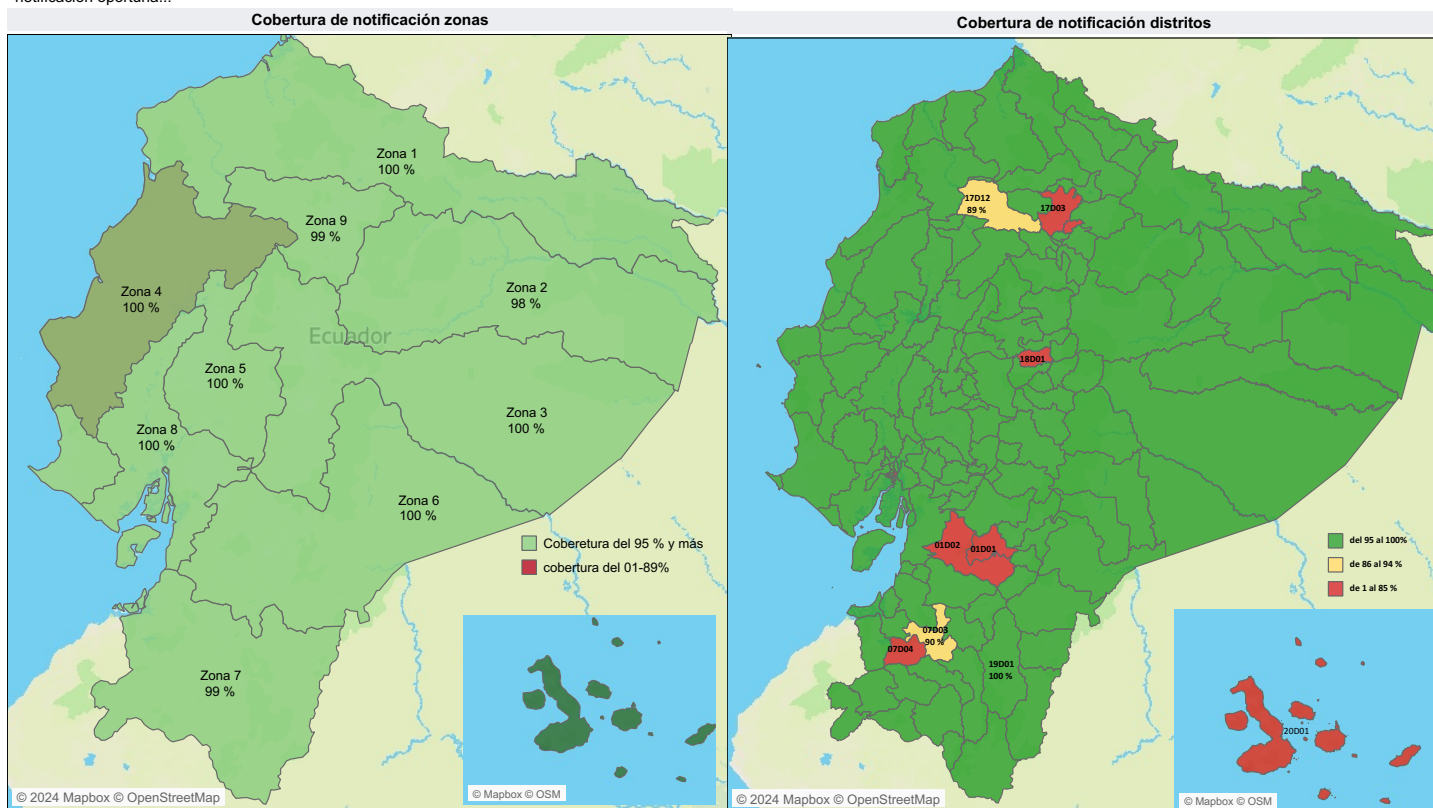 notificación oportuna...
Cobertura de notificación zonas
Zona 1
100 %
Zona 9
99 %
Zona 2
98 %
Zona 4
100 %
Ecuador
Zona 5
100 %
Zona 3
100 %
Zona 8
100 %
Zona 6
100 %
Coberetura del 95 % y más
cobertura del 01-89%
Zona 7
99 %
© 2024 Mapbox © OpenStreetMap
© Mapbox © OSM
Cobertura de notificación distritos
17D12
89 %
17D03
18D01
01D02
01D01
del 95 al 100%
de 86 al 94 %
de 1 al 85 %
07D03
90 %
07D04
19D01
100 %
20D01
© 2024 Mapbox © OpenStreetMap
© Mapbox © OSM